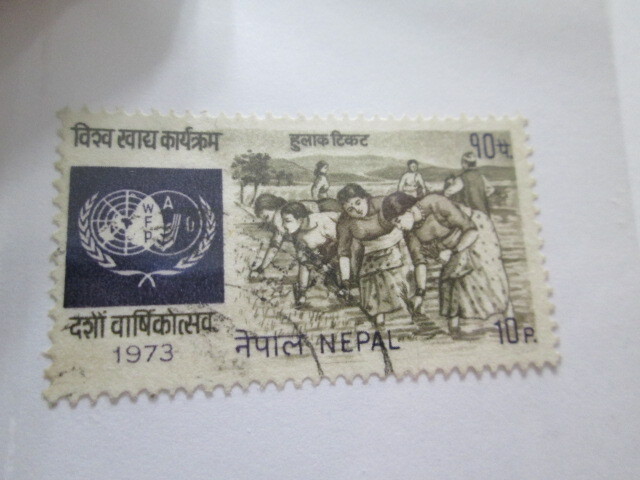 विश्व खाद्य कार्यक्रम
हुलाक टिकट
१० पै.
W
F
P
A
दशौं वार्षिकोत्सव
1973
नेपाल NEPAL
10 P.